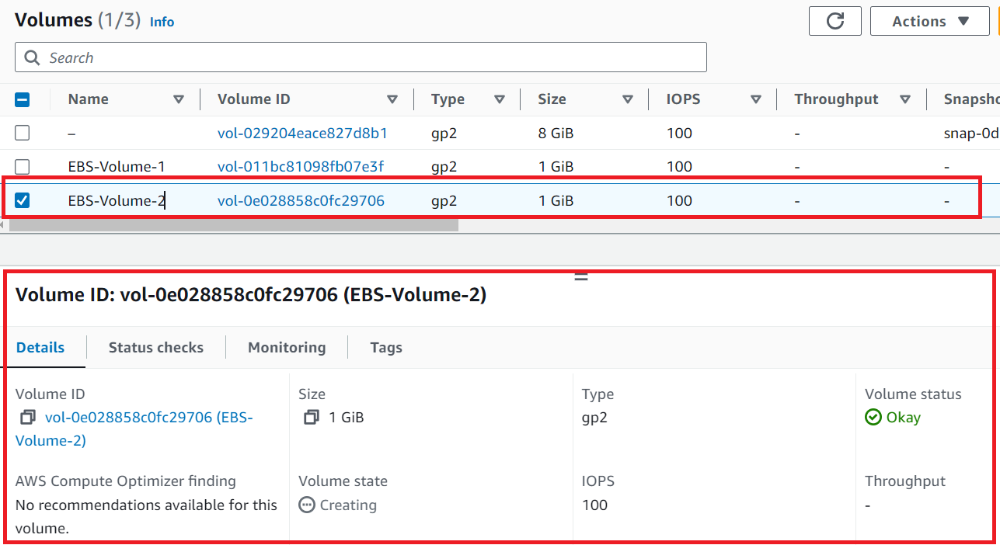 Volumes (1/3) Info
Actions
Search
Name Volume ID Type Size IOPS Throughput Snapsho
– vol-029204eace827d8b1 gp2 8 GiB 100 - snap-0d
EBS-Volume-1 vol-011bc81098fb07e3f gp2 1 GiB 100 - -
EBS-Volume-2 vol-0e028858c0fc29706 gp2 1 GiB 100 - -
Volume ID: vol-0e028858c0fc29706 (EBS-Volume-2)
Details Status checks Monitoring Tags
Volume ID
vol-0e028858c0fc29706 (EBS-
Volume-2)
Size
1 GiB
Type
gp2
Volume status
Okay
AWS Compute Optimizer finding
No recommendations available for this
volume.
Volume state
Creating
IOPS
100
Throughput
-